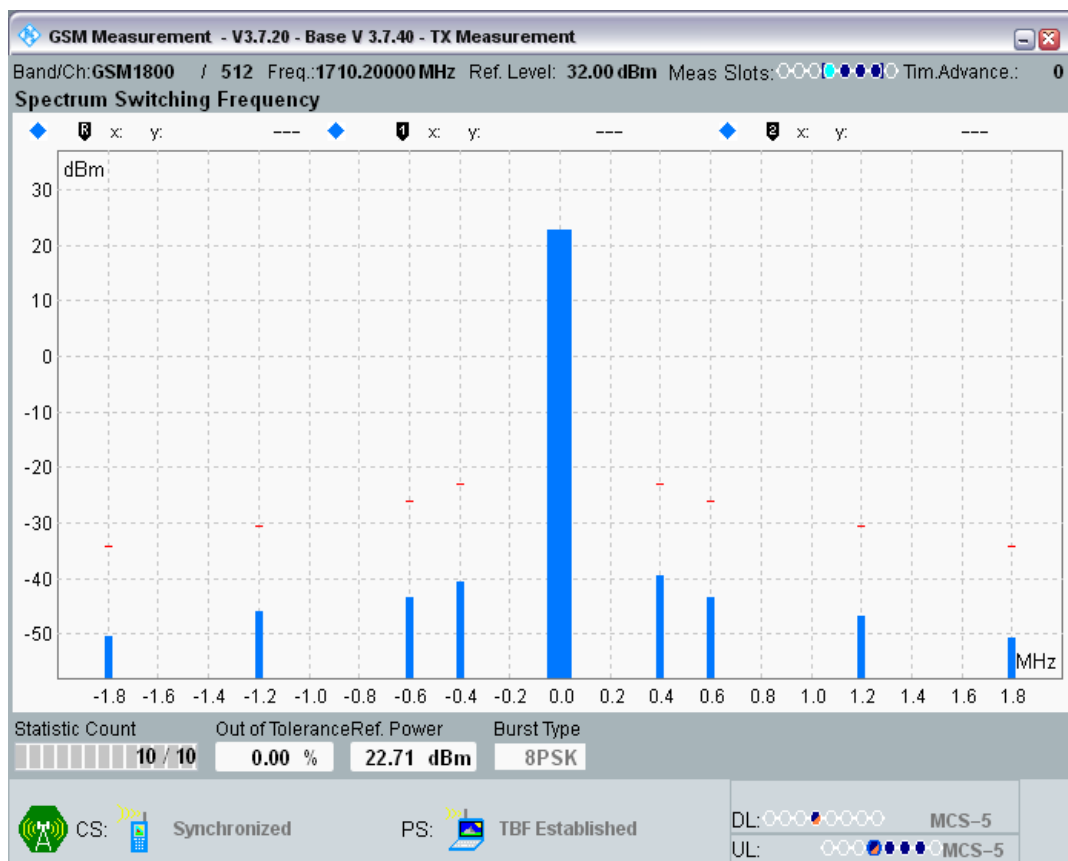 GSM Measurement - V3.7.20 - Base V 3.7.40 - TX Measurement
Band/Ch:GSM1800 / 512 Freq.:1710.20000 MHz Ref. Level: 32.00 dBm Meas Slots: Tim.Advance.: 0
Spectrum Switching Frequency
R x: y: --- 1 x: y: --- 2 x: y: ---
dBm
30
20
10
0
-10
-20
-30
-40
-50
MHz
-1.8 -1.6 -1.4 -1.2 -1.0 -0.8 -0.6 -0.4 -0.2 0.0 0.2 0.4 0.6 0.8 1.0 1.2 1.4 1.6 1.8
Statistic Count Out of Tolerance Ref. Power Burst Type
10 / 10 0.00 % 22.71 dBm 8PSK
CS: Synchronized PS: TBF Established DL: MCS-5
UL: MCS-5